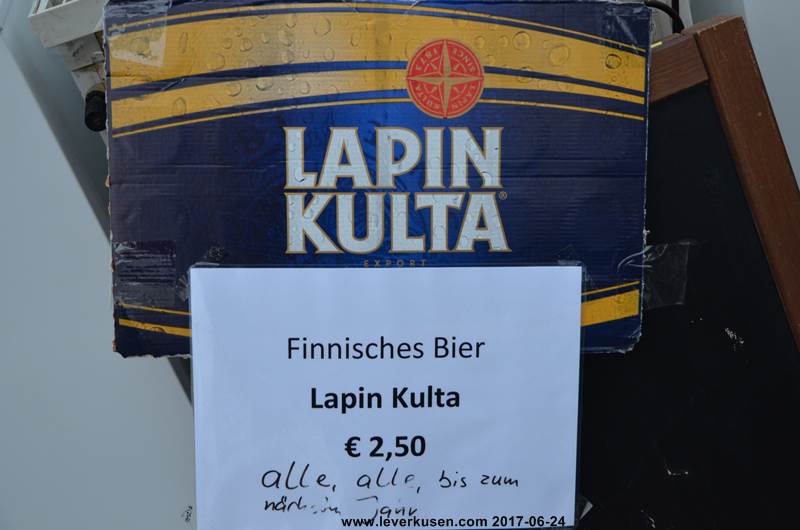 LAPIN
KULTA
EXPORT
Finnisches Bier
Lapin Kulta
€ 2,50
alle, alle, bis zum
Jahr
www.leverkusen.com 2017-06-24